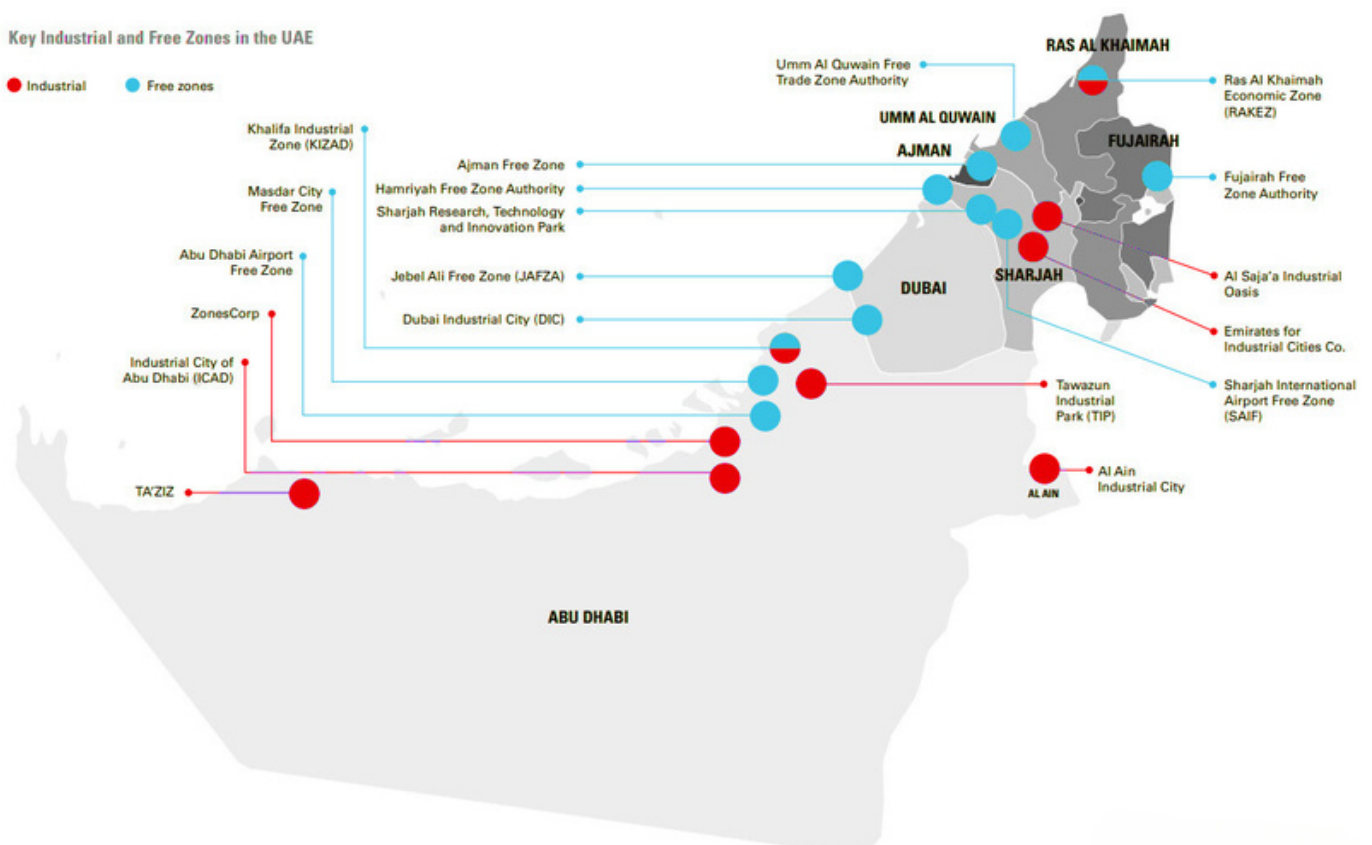 Key Industrial and Free Zones in the UAE
Industrial
Free zones
RAS AL KHAIMAH
Umm Al Quwain Free
Trade Zone Authority
Ras Al Khaimah
Economic Zone
(RAKEZ)
UMM AL QUWAIN
Khalifa Industrial
Zone (KIZAD)
FUJAIRAH
AJMAN
Ajman Free Zone
Hamriyah Free Zone Authority
Masdar City
Free Zone
Fujairah Free
Zone Authority
Sharjah Research, Technology
and Innovation Park
Abu Dhabi Airport
Free Zone
Jebel Ali Free Zone (JAFZA)
SHARJAH
Al Saja'a Industrial
Oasis
DUBAI
ZonesCorp
Dubai Industrial City (DIC)
Emirates for
Industrial Cities Co.
Industrial City of
Abu Dhabi (ICAD)
Tawazun
Industrial
Park (TIP)
Sharjah International
Airport Free Zone
(SAIF)
TA'ZIZ
Al Ain
Industrial City
AL AIN
ABU DHABI